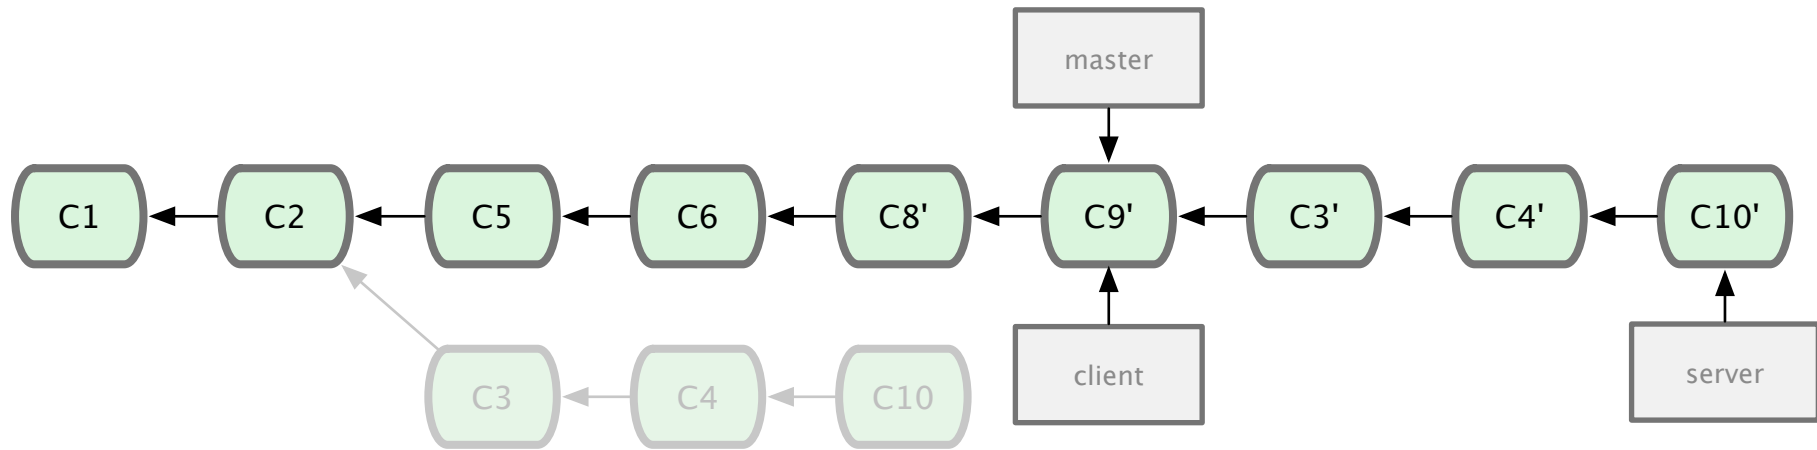 master
C1
C2
C5
C6
C8'
C9'
C3'
C4'
C10'
C3
C4
C10
client
server